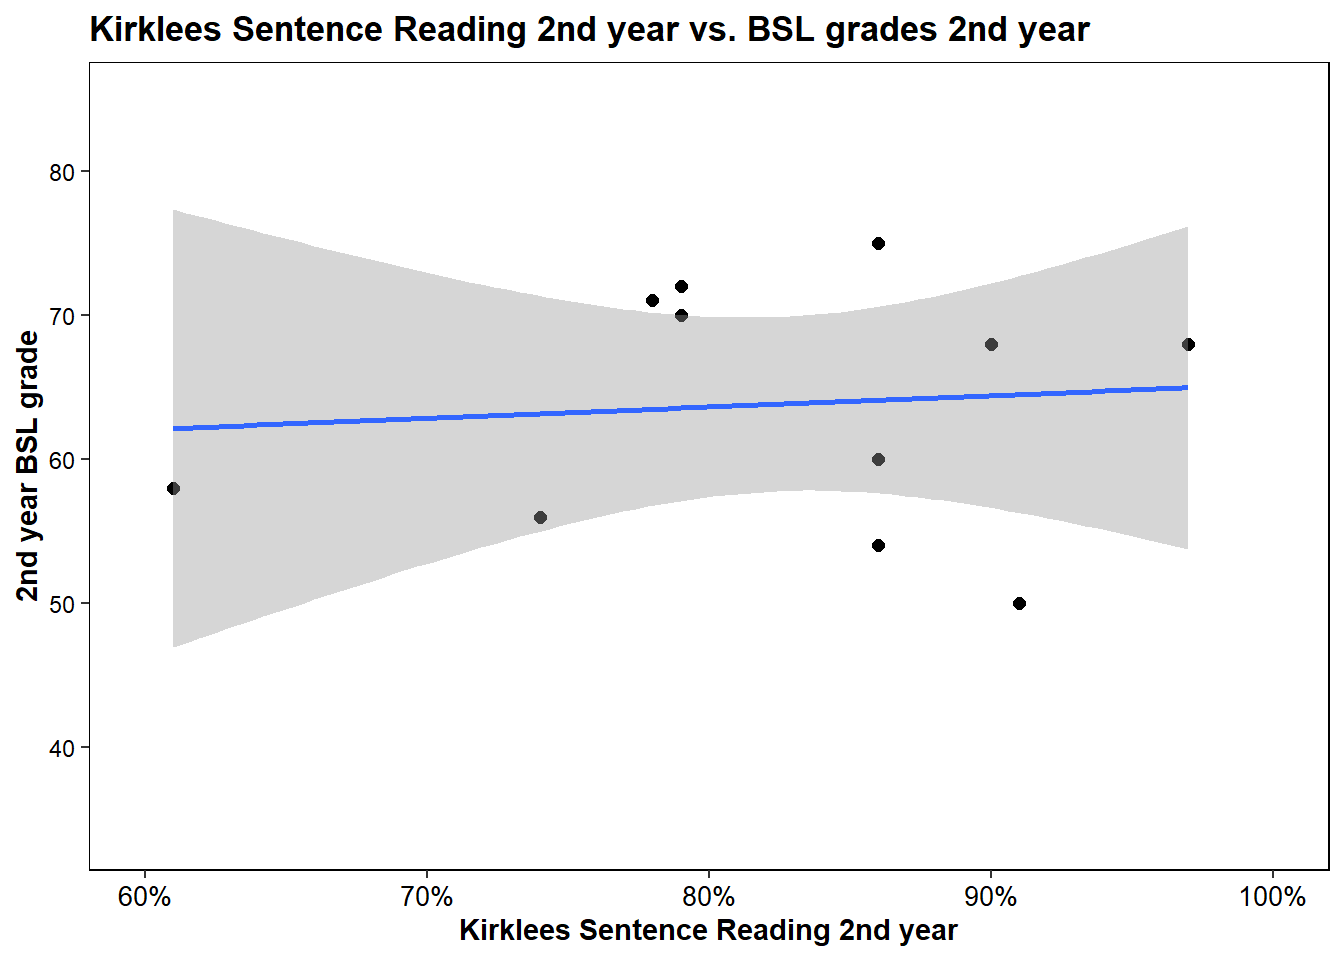 Kirklees Sentence Reading 2nd year vs. BSL grades 2nd year
80
70
60
50
40
2nd year BSL grade
60% 70% 80% 90% 100%
Kirklees Sentence Reading 2nd year